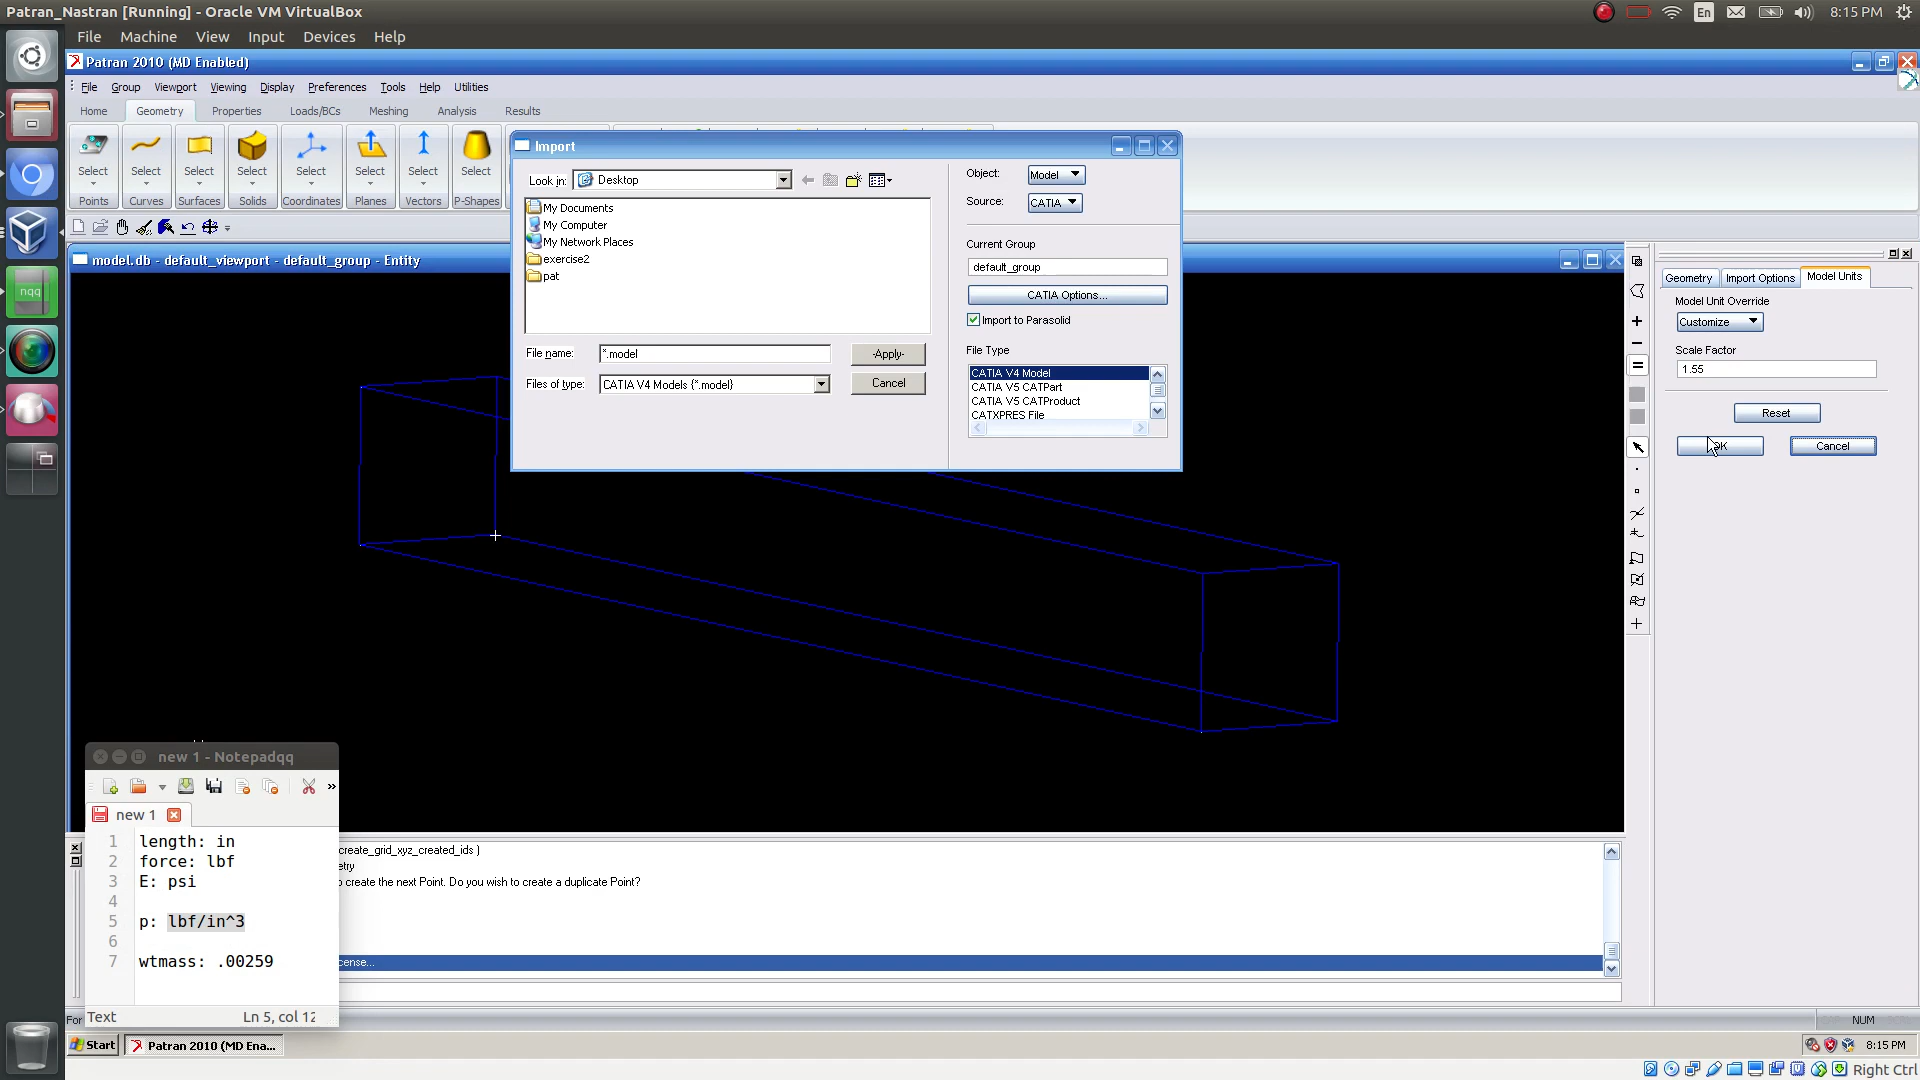 Patran_Nastran [Running] - Oracle VM VirtualBox
En
8:15 PM
File Machine View Input Devices Help
Patran 2010 (MD Enabled)
File Group Viewport Viewing Display Preferences Tools Help Utilities
Home Geometry Properties Loads/BCs Meshing Analysis Results
Select Select Select Select Select Select Select Select
Points Curves Surfaces Solids Coordinates Planes Vectors P-Shapes
model.db - default_viewport - default_group - Entity
Import
Look in: Desktop
My Documents
My Computer
My Network Places
exercise2
pat
File name: *.model
-Apply-
Files of type: CATIA V4 Models (*.model)
Cancel
Object: Model
Source: CATIA
Current Group
default_group
CATIA Options...
Import to Parasolid
File Type
CATIA V4 Model
CATIA V5 CATPart
CATIA V5 CATProduct
CATXPRES File
Geometry Import Options Model Units
Model Unit Override
Customize
Scale Factor
1.55
Reset
OK Cancel
nqq
new 1 - Notepadqq
new 1
1 length: in
2 force: lbf
3 E: psi
4
5 p: lbf/in^3
6
7 wtmass: .00259
Text Ln 5, col 12
create_grid_xyz_created_ids )
etry
o create the next Point. Do you wish to create a duplicate Point?
cense...
For
NUM
Start Patran 2010 (MD Ena...
8:15 PM
Right Ctrl